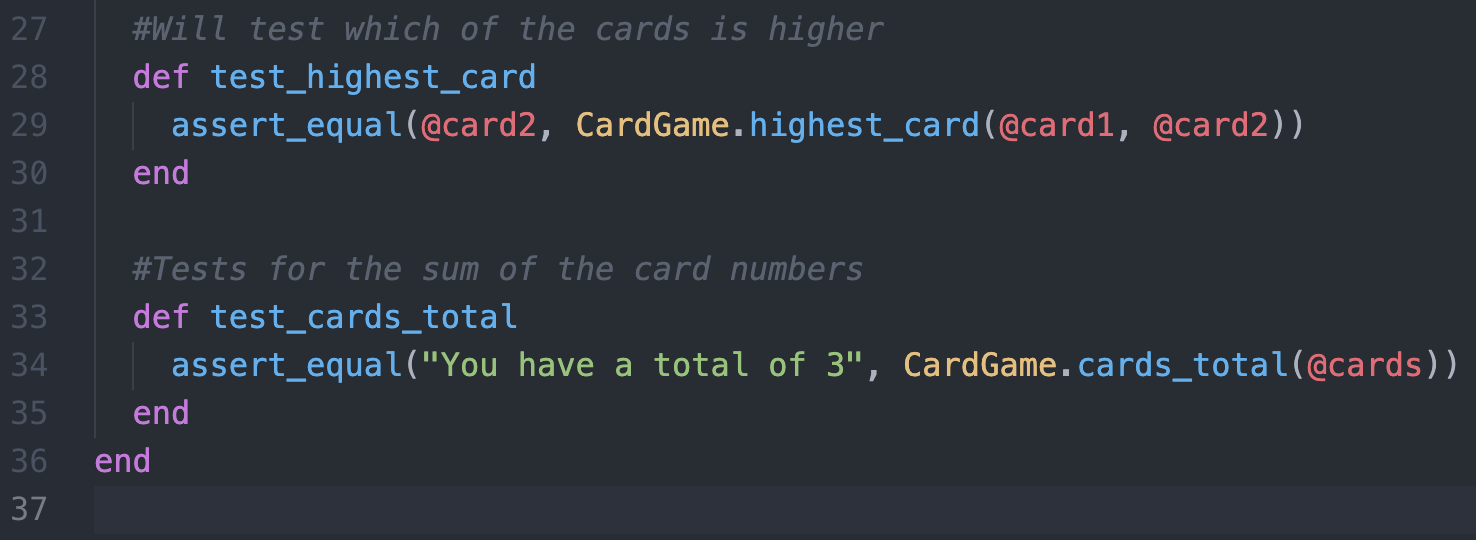 27 #Will test which of the cards is higher
28 def test_highest_card
29 assert_equal(@card2, CardGame.highest_card(@card1, @card2))
30 end
31
32 #Tests for the sum of the card numbers
33 def test_cards_total
34 assert_equal("You have a total of 3", CardGame.cards_total(@cards))
35 end
36 end
37